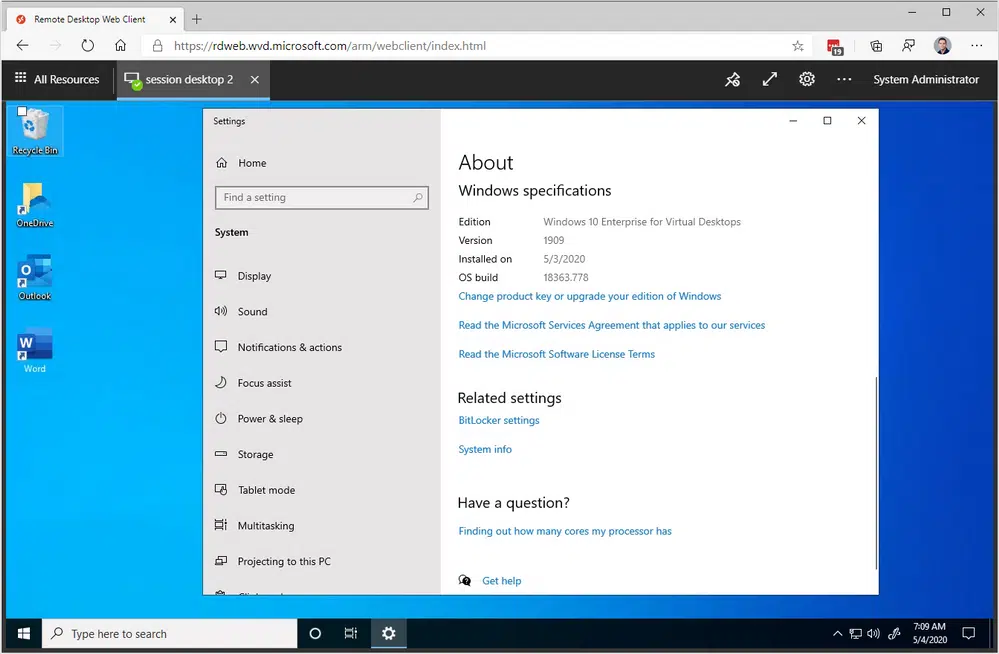 Remote Desktop Web Client
https://rdweb.wvd.microsoft.com/arm/webclient/index.html
19
All Resources
session desktop 2
System Administrator
Recycle Bin
OneDrive
Outlook
Word
Settings
Home
Find a setting
System
Display
Sound
Notifications & actions
Focus assist
Power & sleep
Storage
Tablet mode
Multitasking
Projecting to this PC
About
Windows specifications
Edition Windows 10 Enterprise for Virtual Desktops
Version 1909
Installed on 5/3/2020
OS build 18363.778
Change product key or upgrade your edition of Windows
Read the Microsoft Services Agreement that applies to our services
Read the Microsoft Software License Terms
Related settings
BitLocker settings
System info
Have a question?
Finding out how many cores my processor has
Get help
Type here to search
7:09 AM
5/4/2020